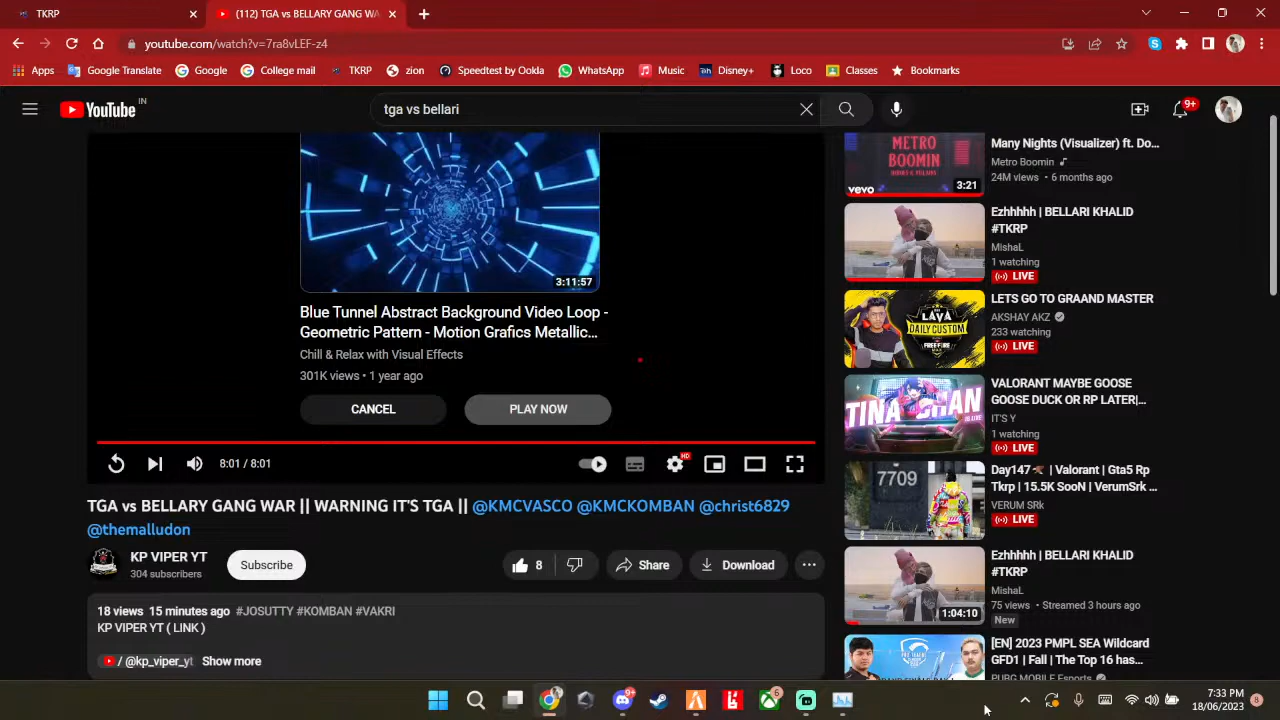 TKRP
(112) TGA vs BELLARY GANG WA
youtube.com/watch?v=7ra8vLEF-z4
Apps
Google Translate
Google
College mail
TKRP
zion
Speedtest by Ookla
WhatsApp
Music
Disney+
Loco
Classes
Bookmarks
YouTube IN
tga vs bellari
9+
3:11:57
Blue Tunnel Abstract Background Video Loop -
Geometric Pattern - Motion Grafics Metallic...
Chill & Relax with Visual Effects
301K views • 1 year ago
CANCEL
PLAY NOW
8:01 / 8:01
HD
TGA vs BELLARY GANG WAR || WARNING IT'S TGA || @KMCVASCO @KMCKOMBAN @christ6829
@themalludon
KP VIPER YT
304 subscribers
Subscribe
8
Share
Download
18 views 15 minutes ago #JOSUTTY #KOMBAN #VAKRI
KP VIPER YT ( LINK )
/ @kp_viper_yt
Show more
METRO
BOOMIN
vevo
3:21
Many Nights (Visualizer) ft. Do...
Metro Boomin
24M views • 6 months ago
Ezhhhhh | BELLARI KHALID
#TKRP
MishaL
1 watching
LIVE
LAVA
DAILY CUSTOM
FREE FIRE
LETS GO TO GRAAND MASTER
AKSHAY AKZ
233 watching
LIVE
TINA CHAN
VALORANT MAYBE GOOSE
GOOSE DUCK OR RP LATER|...
IT'S Y
1 watching
LIVE
7709
Day147 | Valorant | Gta5 Rp
Tkrp | 15.5K SooN | VerumSrk ...
VERUM SRk
LIVE
1:04:10
Ezhhhhh | BELLARI KHALID
#TKRP
MishaL
75 views • Streamed 3 hours ago
New
[EN] 2023 PMPL SEA Wildcard
GFD1 | Fall | The Top 16 has...
PUBG MOBILE Esports
9+
6
7:33 PM
18/06/2023
8